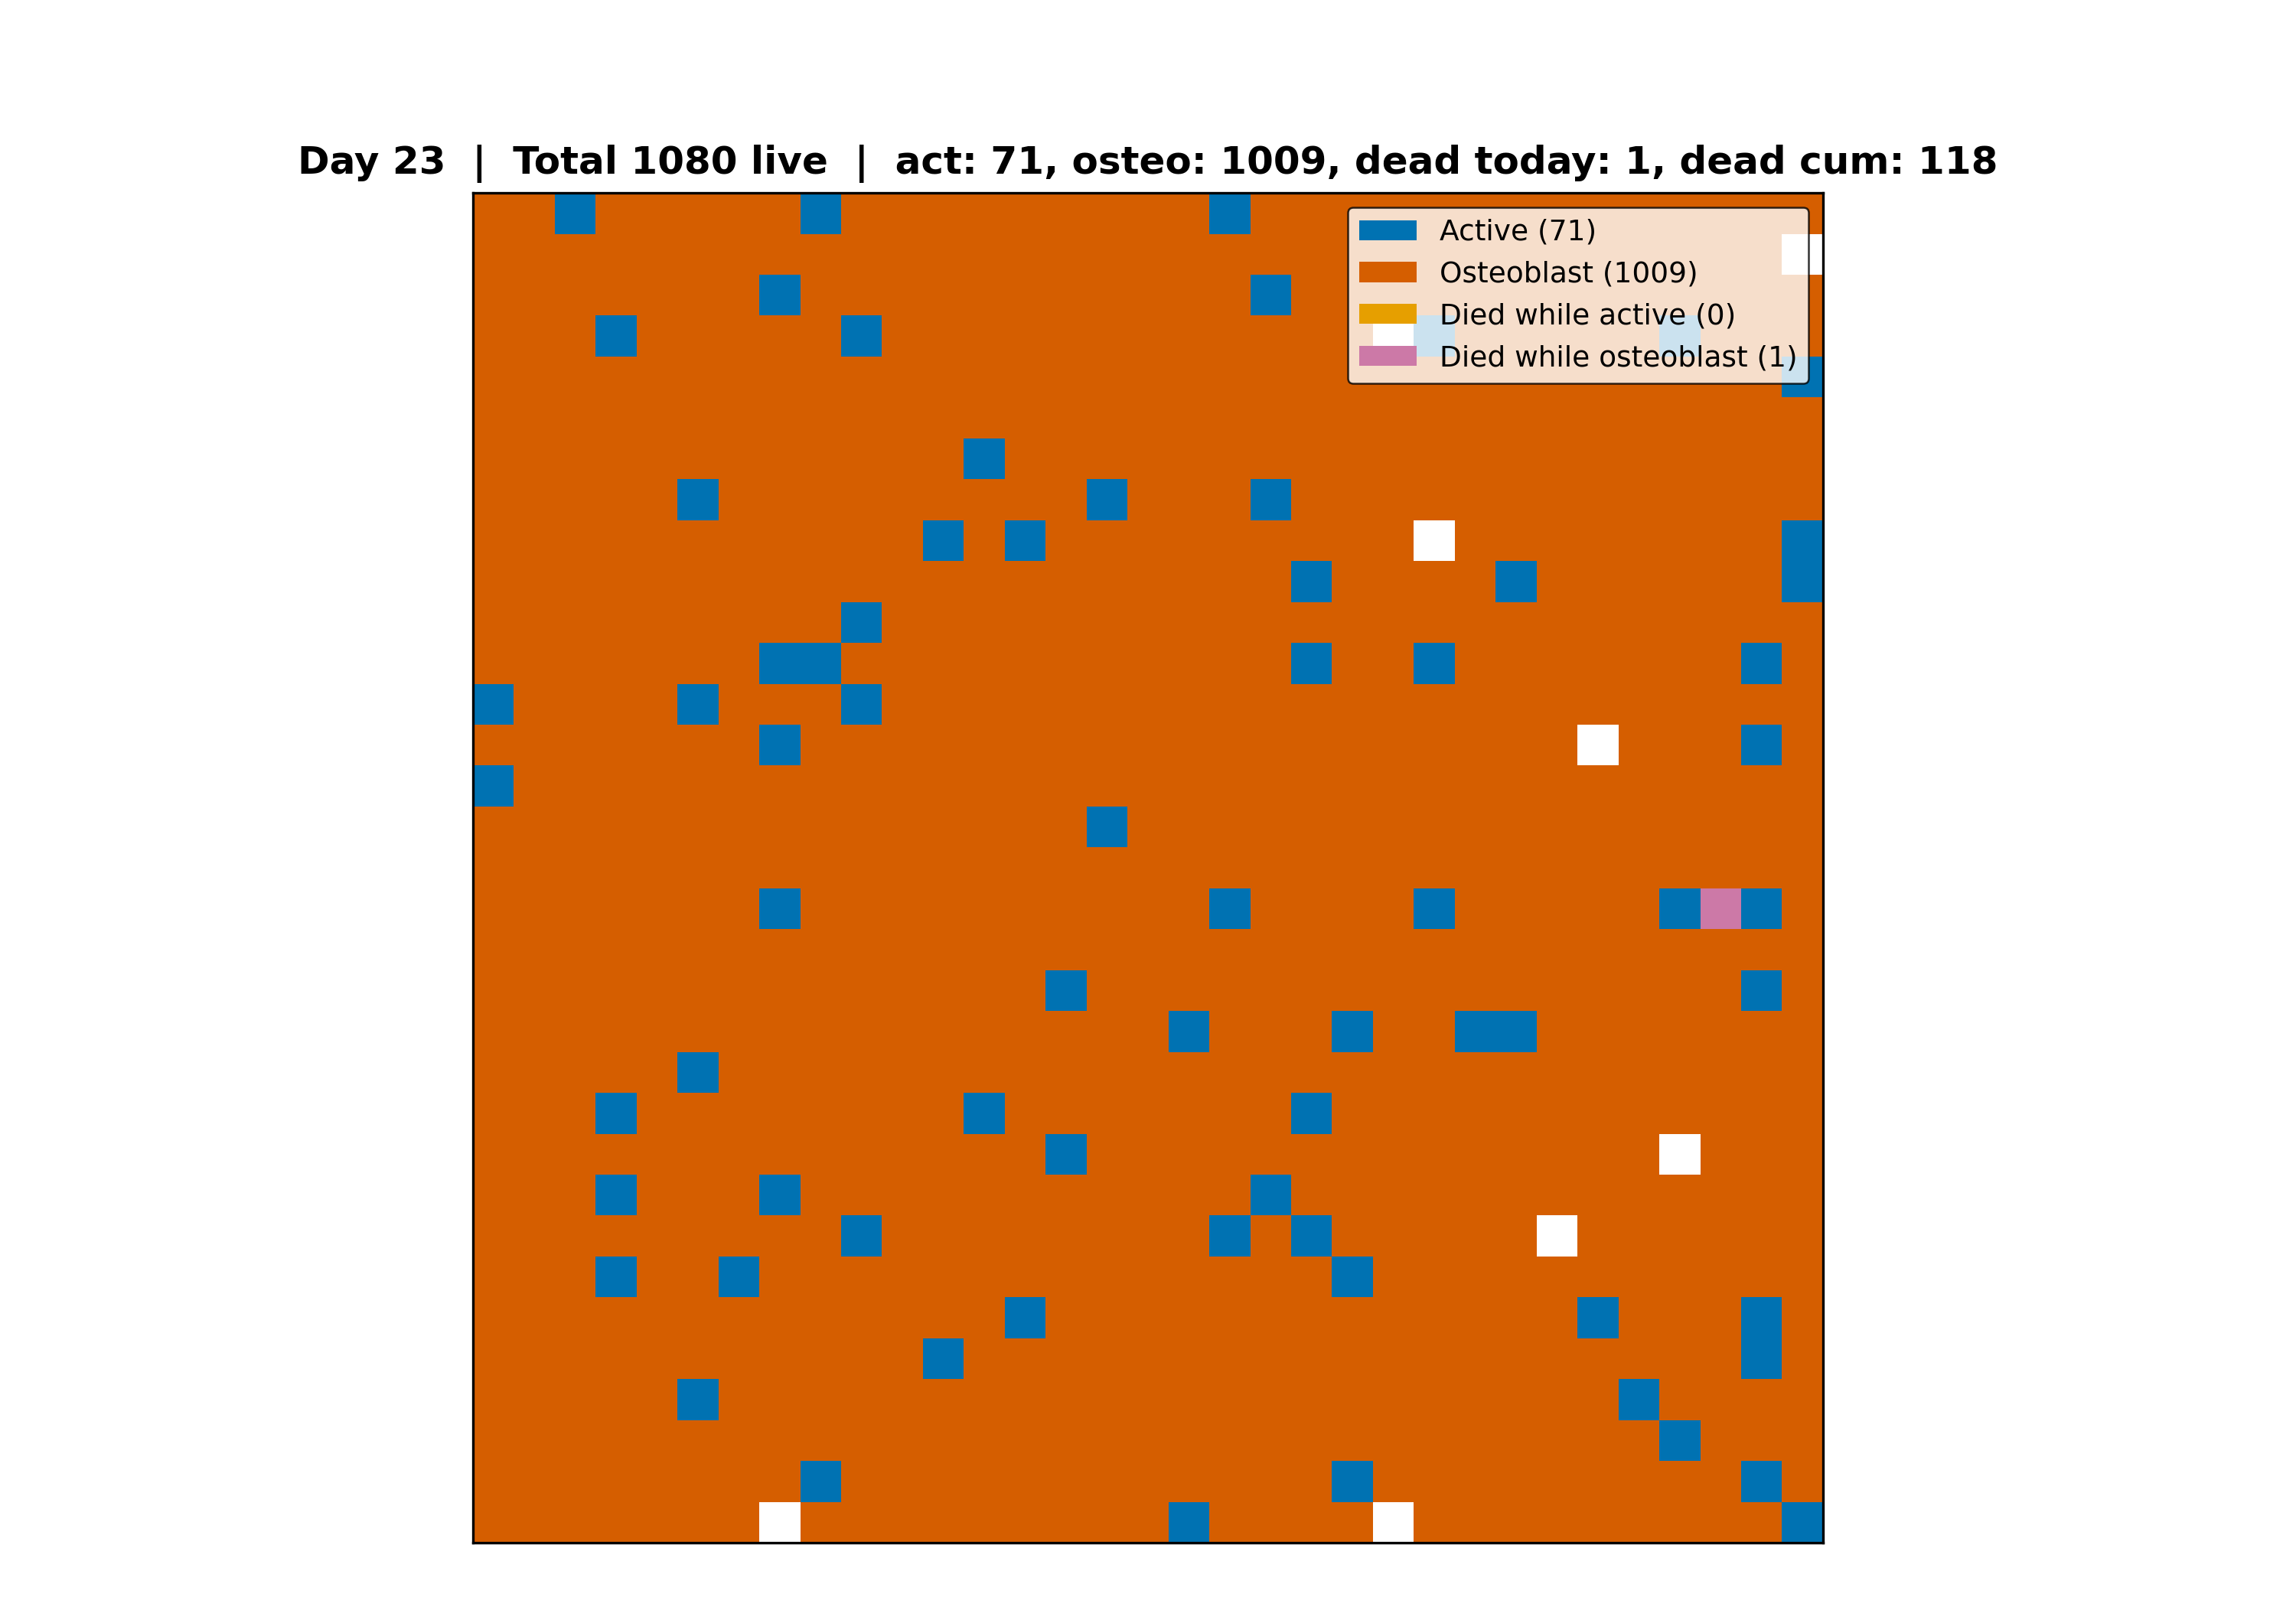 Day 23 | Total 1080 live | act: 71, osteo: 1009, dead today: 1, dead cum: 118
Active (71)
Osteoblast (1009)
Died while active (0)
Died while osteoblast (1)